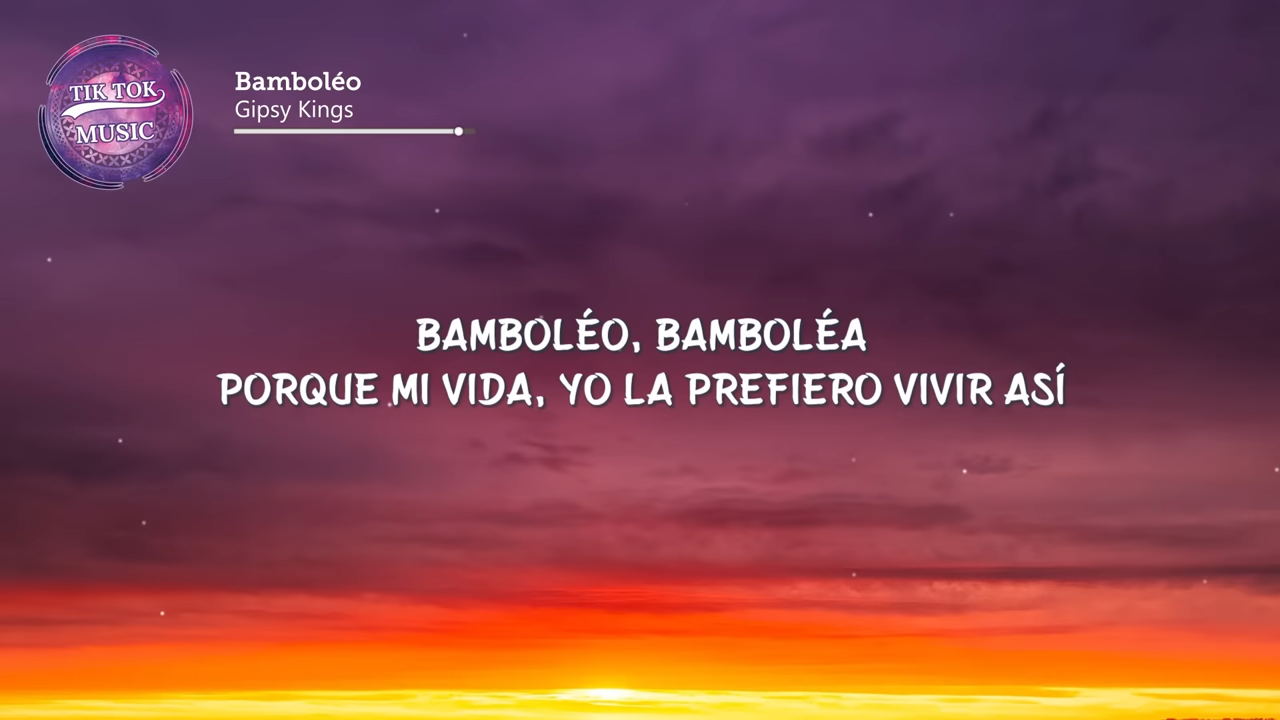 TIK TOK
MUSIC
Bamboléo
Gipsy Kings
BAMBOLÉO, BAMBOLÉA
PORQUE MI VIDA, YO LA PREFIERO VIVIR ASÍ